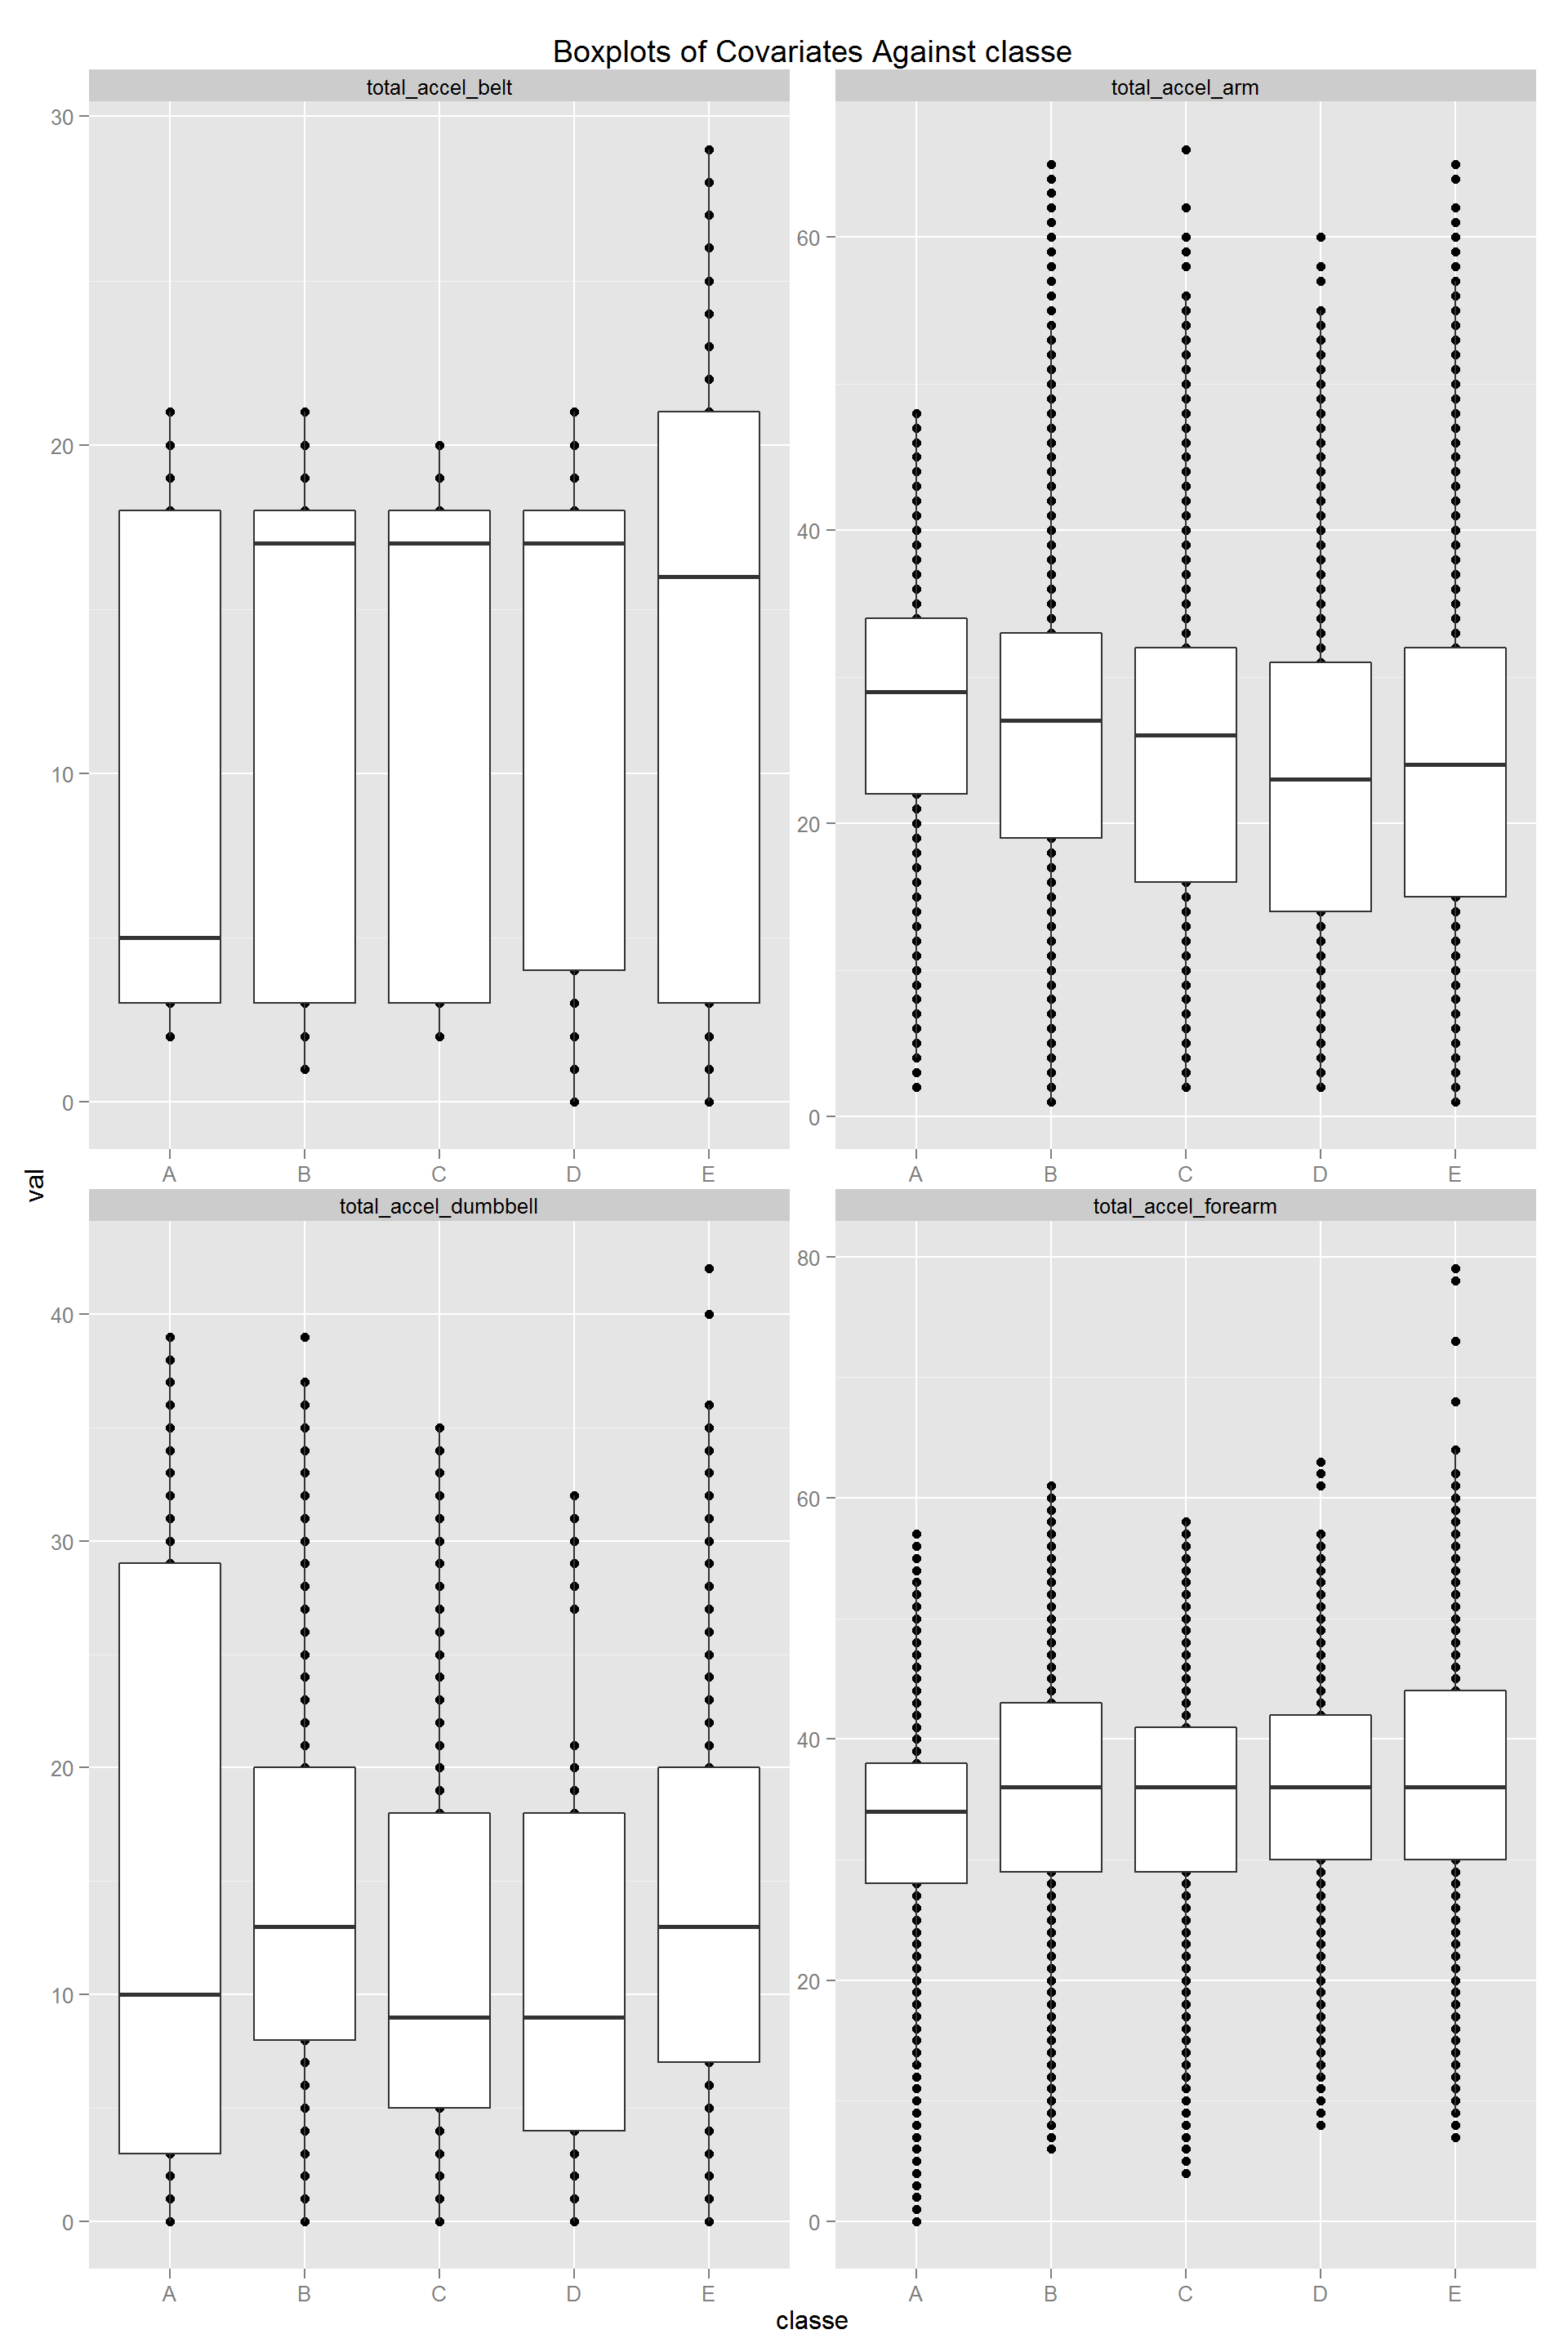 Boxplots of Covariates Against classe
total_accel_belt
total_accel_arm
30
20
10
0
60
40
20
0
A B C D E
A B C D E
val
total_accel_dumbbell
total_accel_forearm
40
30
20
10
0
80
60
40
20
0
A B C D E
A B C D E
classe